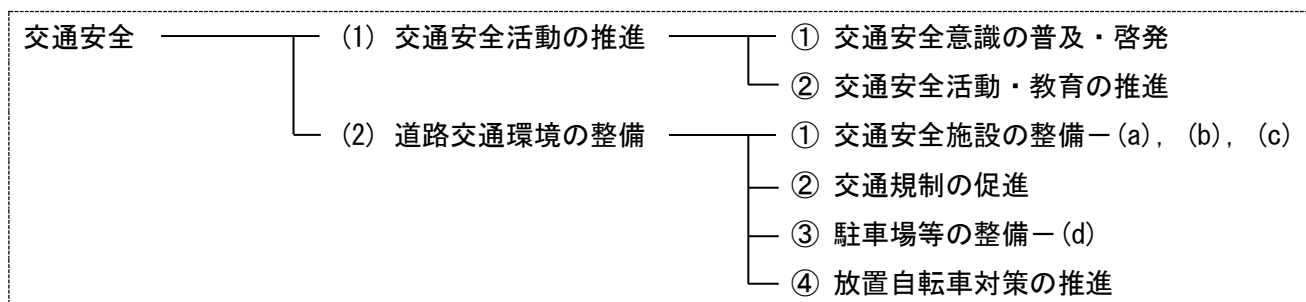 交通安全 (1) 交通安全活動の推進 ① 交通安全意識の普及・啓発
② 交通安全活動・教育の推進
(2) 道路交通環境の整備 ① 交通安全施設の整備－(a), (b), (c)
② 交通規制の促進
③ 駐車場等の整備－(d)
④ 放置自転車対策の推進